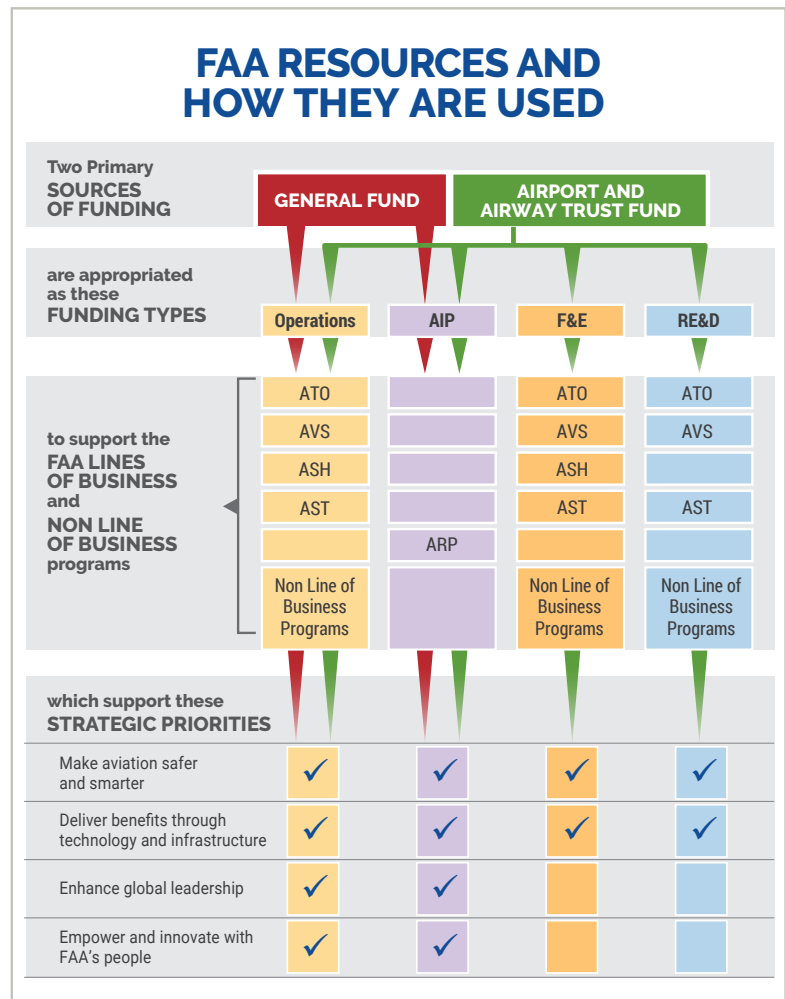 FAA RESOURCES AND
HOW THEY ARE USED
Two Primary
SOURCES
OF FUNDING
GENERAL FUND
AIRPORT AND
AIRWAY TRUST FUND
are appropriated
as these
FUNDING TYPES
Operations
AIP
F&E
RE&D
to support the
FAA LINES
OF BUSINESS
and
NON LINE
OF BUSINESS
programs
ATO
ATO
ATO
AVS
AVS
AVS
ASH
ASH
AST
AST
AST
ARP
Non Line of
Business
Programs
Non Line of
Business
Programs
Non Line of
Business
Programs
which support these
STRATEGIC PRIORITIES
Make aviation safer
and smarter
Deliver benefits through
technology and infrastructure
Enhance global leadership
Empower and innovate with
FAA's people